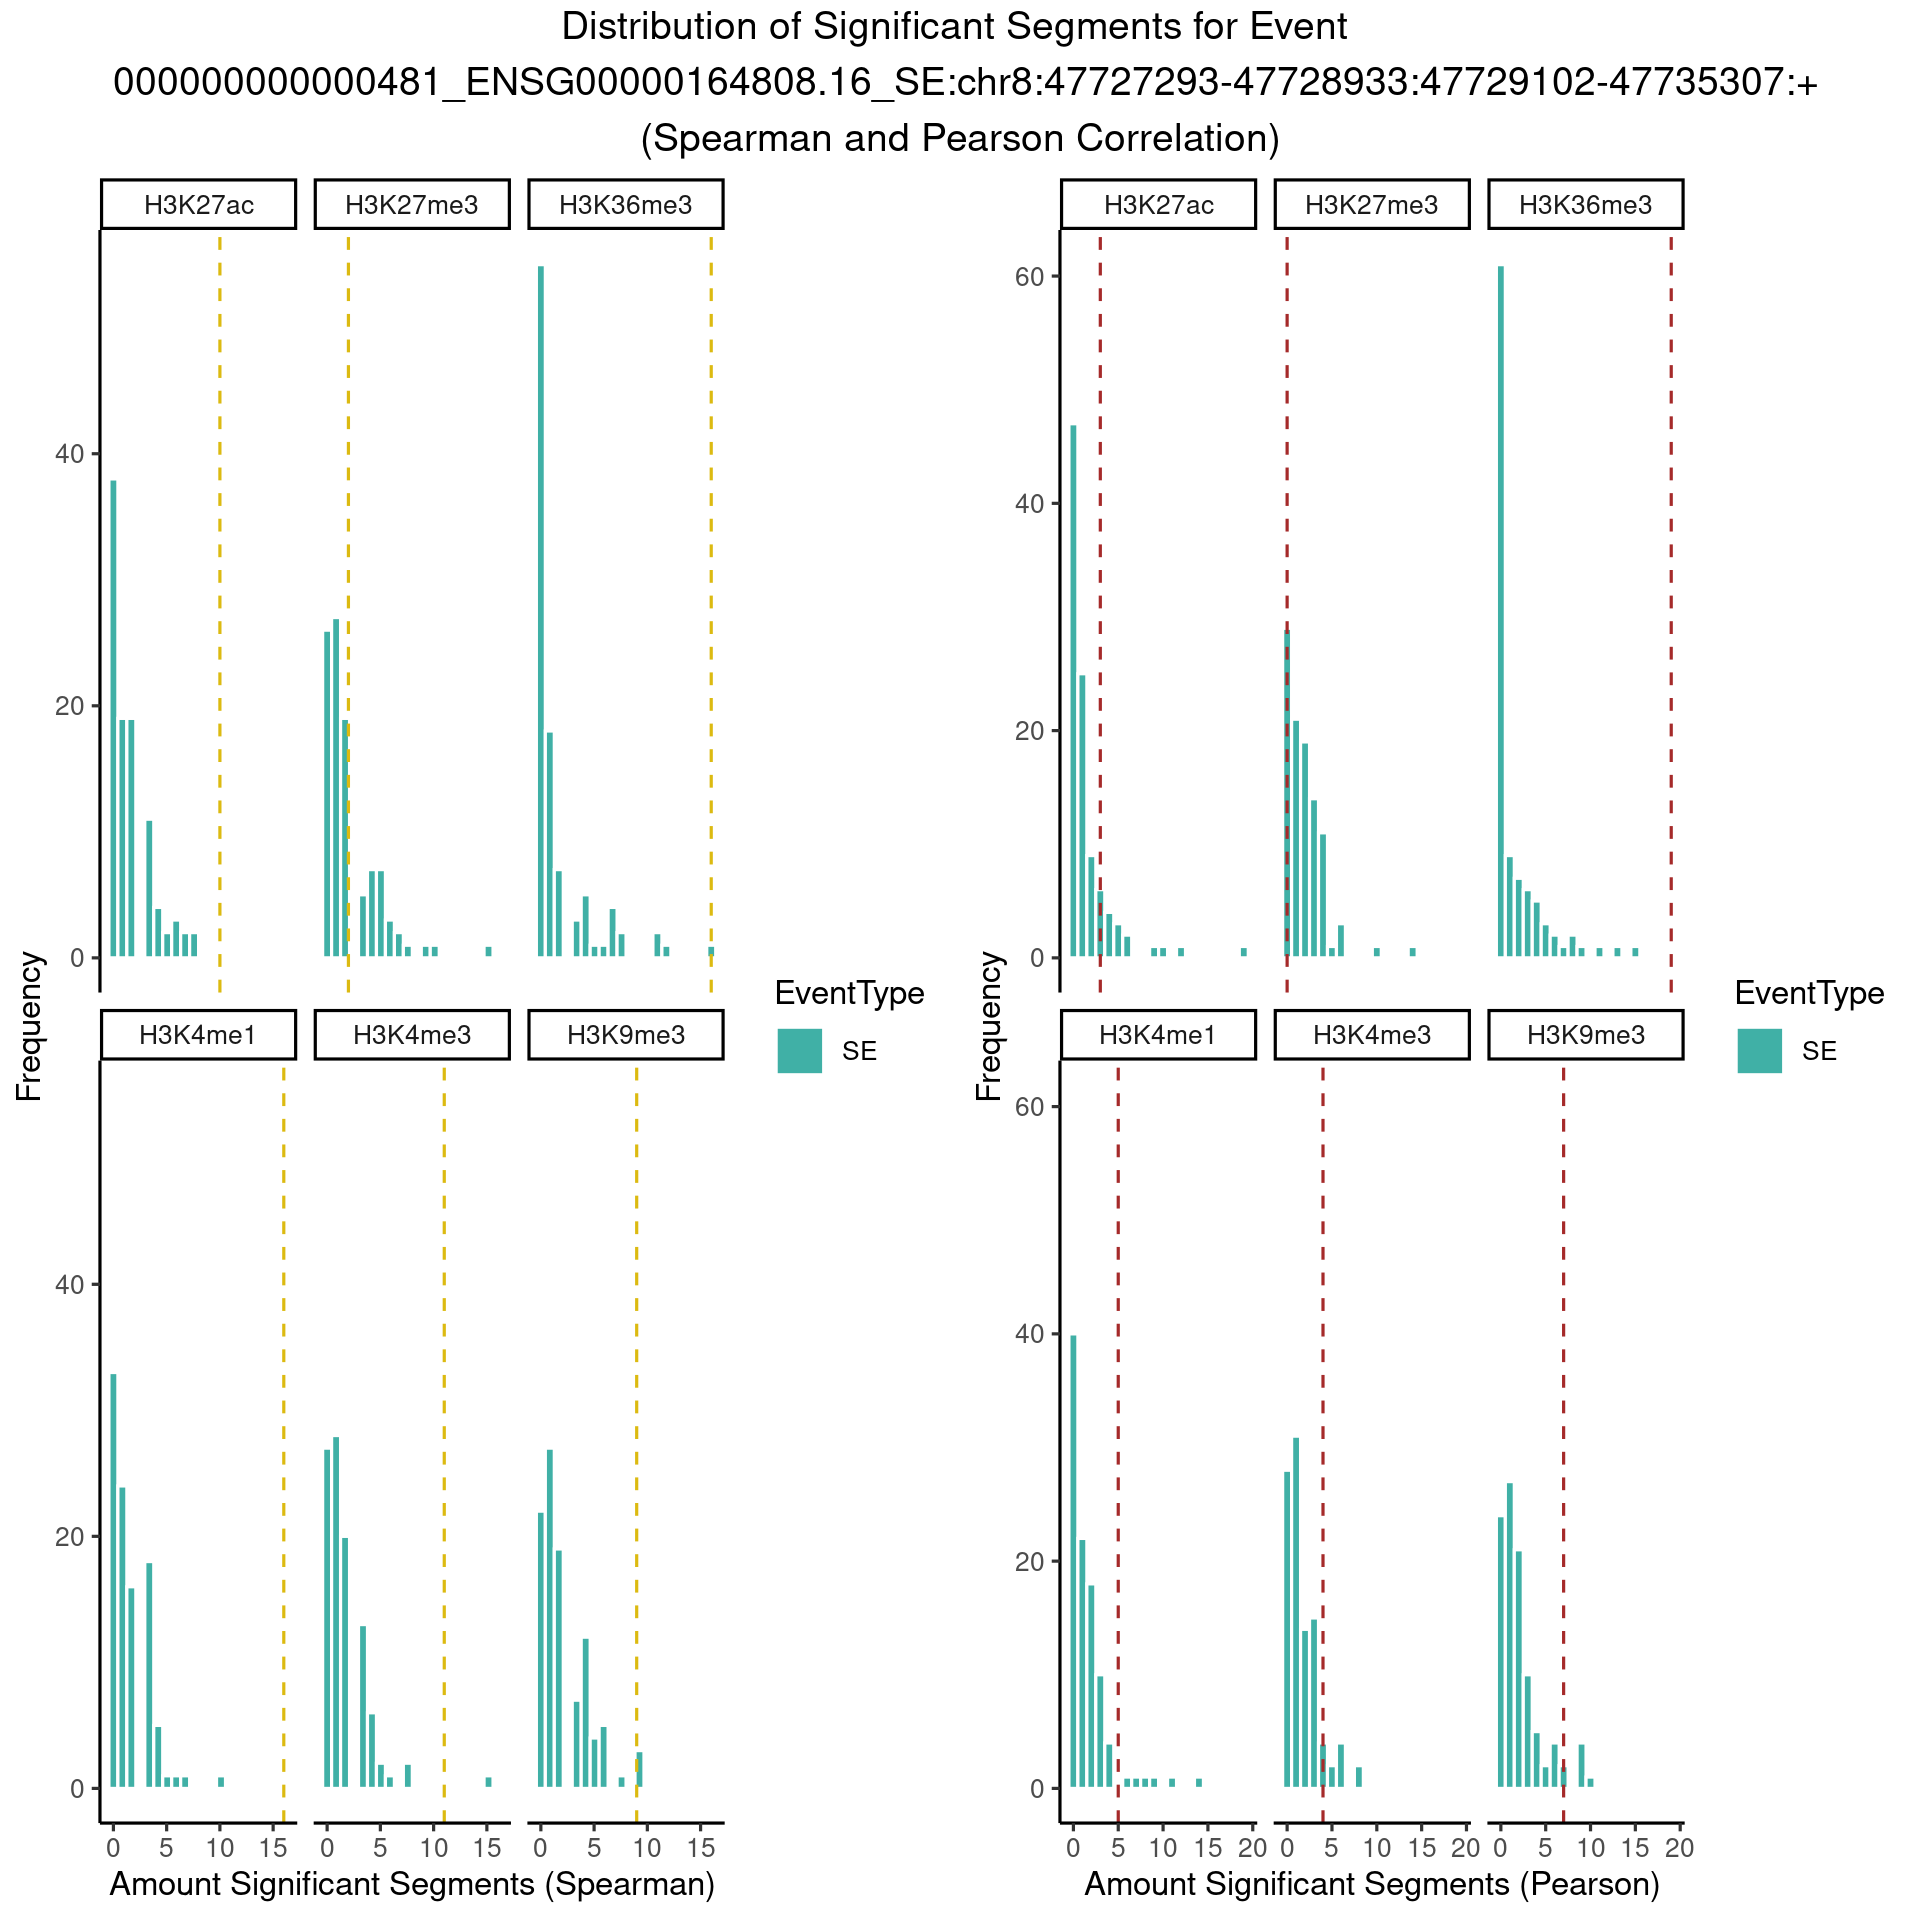 Distribution of Significant Segments for Event
000000000000481_ENSG00000164808.16_SE:chr8:47727293-47728933:47729102-47735307:+
(Spearman and Pearson Correlation)
H3K27ac H3K27me3 H3K36me3
40
20
0
H3K4me1 H3K4me3 H3K9me3
40
20
0
0 5 10 15 0 5 10 15 0 5 10 15
Frequency
Amount Significant Segments (Spearman)
EventType
SE
H3K27ac H3K27me3 H3K36me3
60
40
20
0
H3K4me1 H3K4me3 H3K9me3
60
40
20
0
0 5 10 15 20 0 5 10 15 20 0 5 10 15 20
Frequency
Amount Significant Segments (Pearson)
EventType
SE